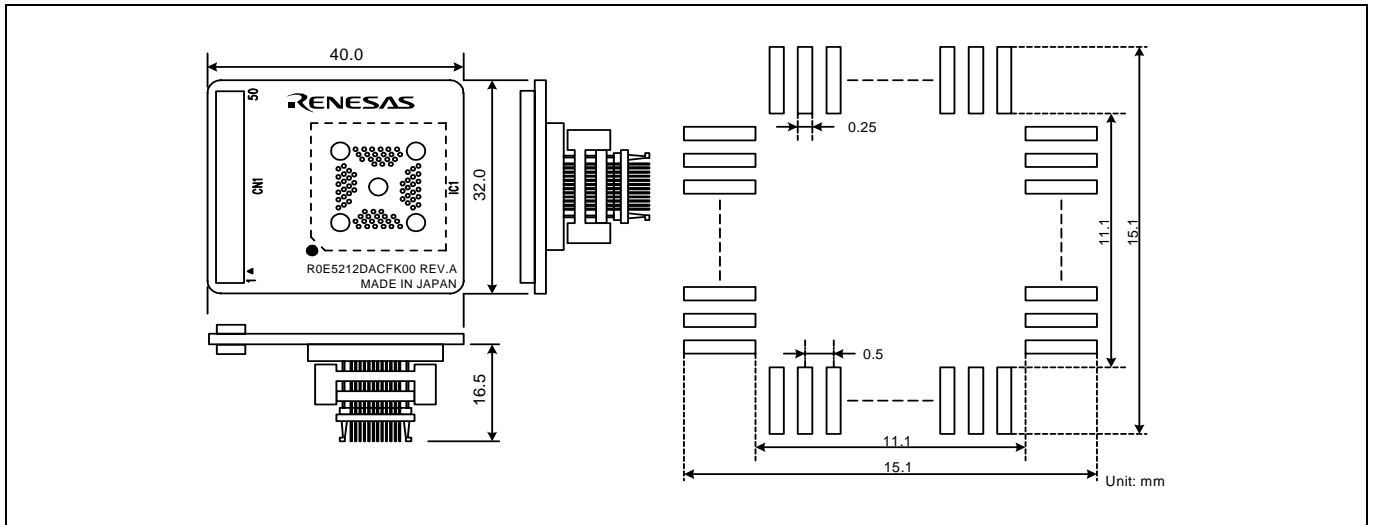 40.0
50
RENESAS
CN1
IC1
32.0
1
R0E5212DACFK00 REV.A
MADE IN JAPAN
16.5
0.25
11.1
15.1
0.5
11.1
15.1
Unit: mm